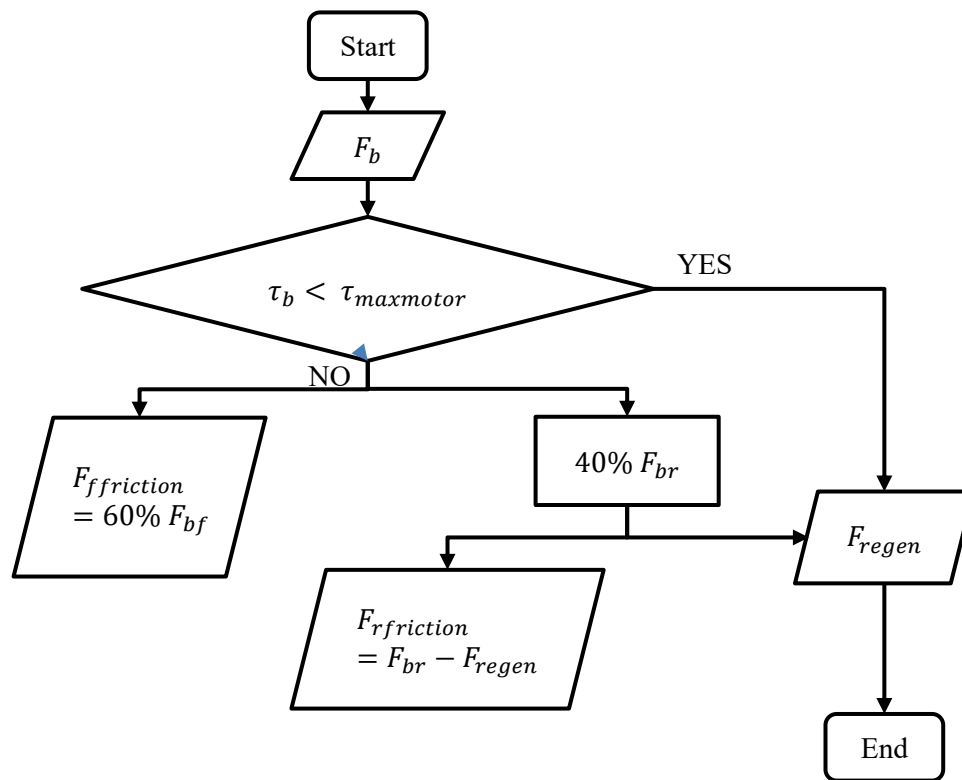 Start
F_b
τ_b < τ_maxmotor
YES
NO
F_ffriction
= 60% F_bf
40% F_br
F_regen
F_rfriction
= F_br − F_regen
End